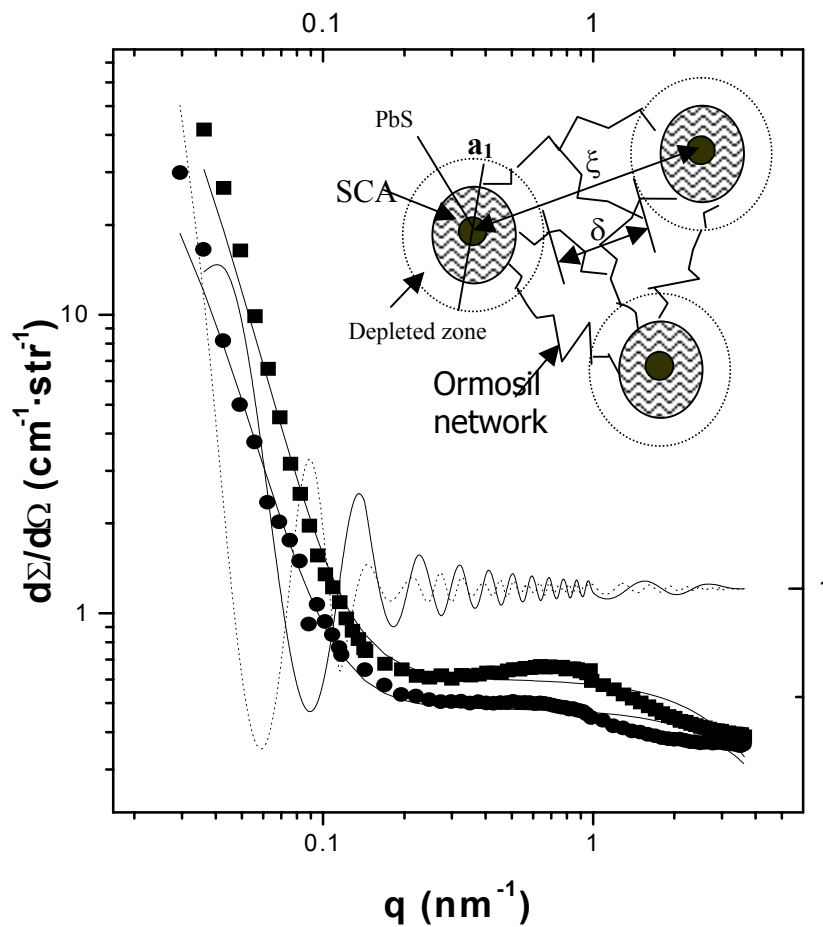 0.1 1
PbS
a₁
ξ
SCA
δ
10
Depleted zone
Ormosil
network
dΣ/dΩ (cm⁻¹·str⁻¹)
1
0.1 1
q (nm⁻¹)